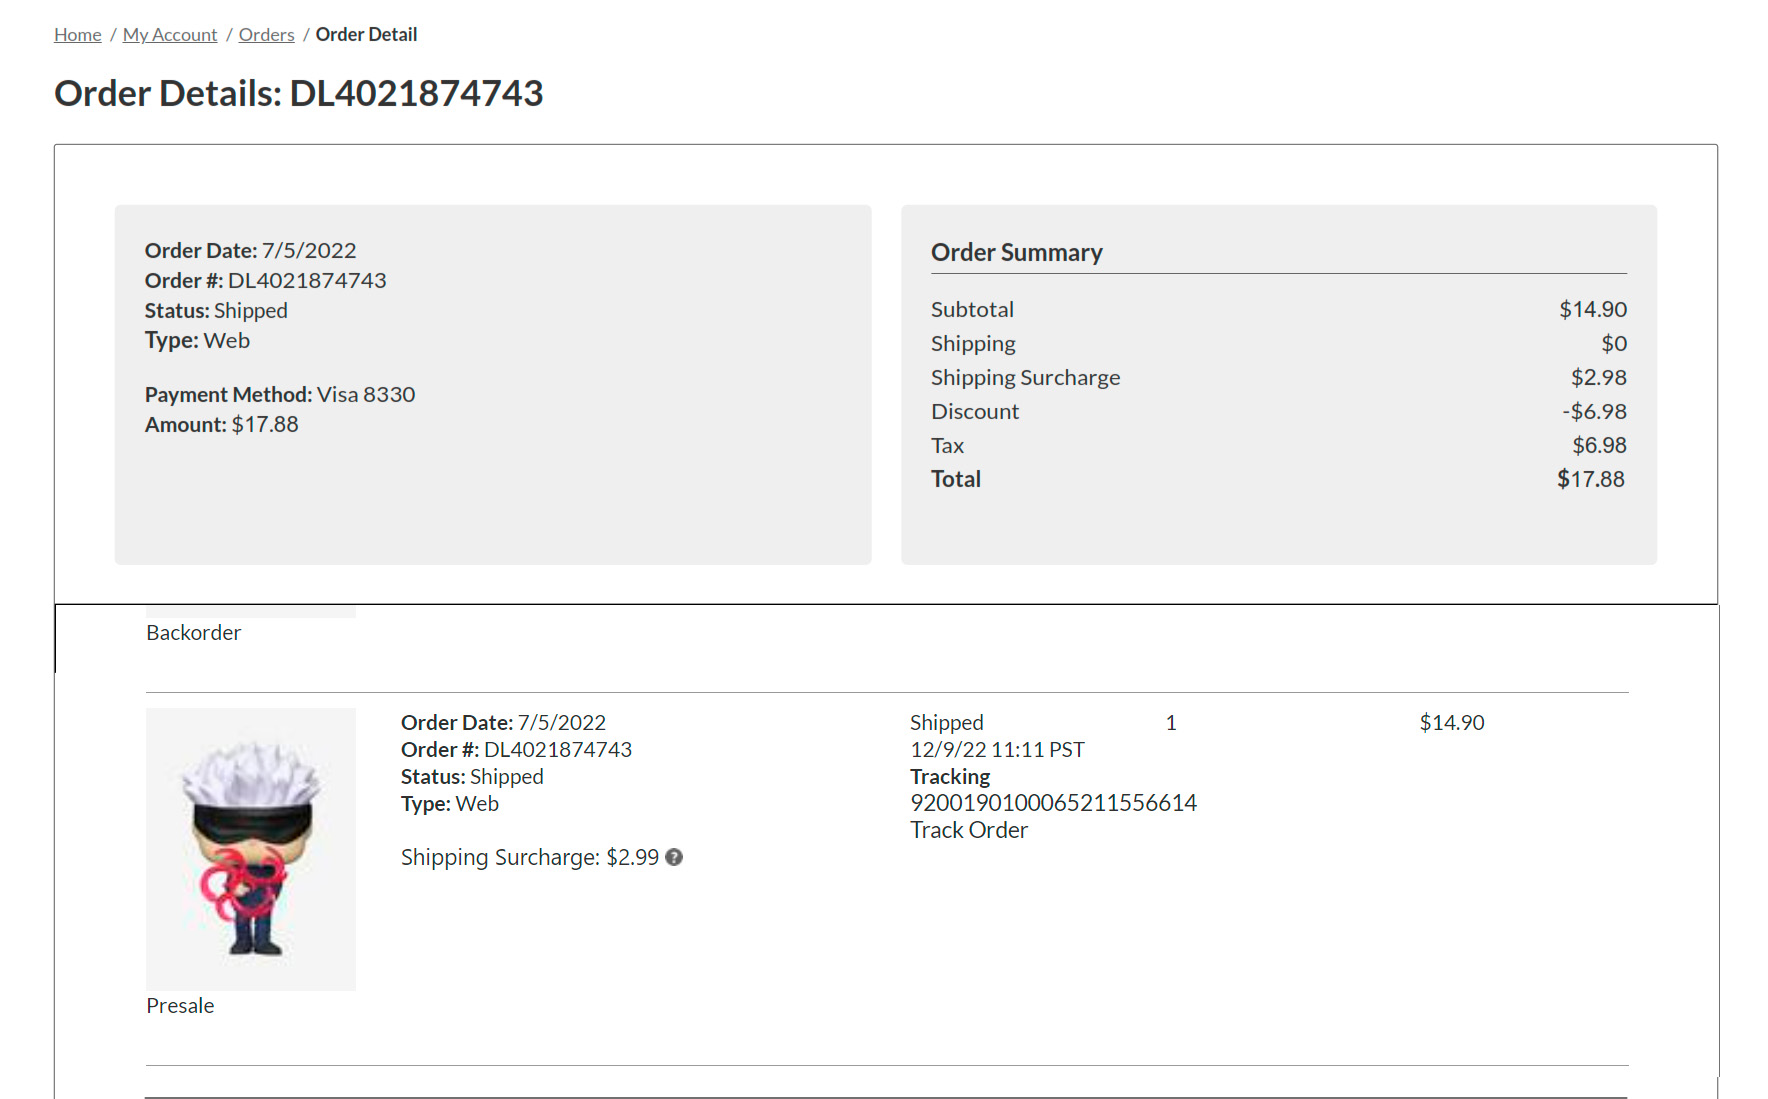 Home / My Account / Orders / Order Detail
Order Details: DL4021874743
Order Date: 7/5/2022
Order #: DL4021874743
Status: Shipped
Type: Web
Payment Method: Visa 8330
Amount: $17.88
Order Summary
Subtotal $14.90
Shipping $0
Shipping Surcharge $2.98
Discount -$6.98
Tax $6.98
Total $17.88
Backorder
Order Date: 7/5/2022
Order #: DL4021874743
Status: Shipped
Type: Web
Shipping Surcharge: $2.99 ?
Shipped 1 $14.90
12/9/22 11:11 PST
Tracking
9200190100065211556614
Track Order
Presale